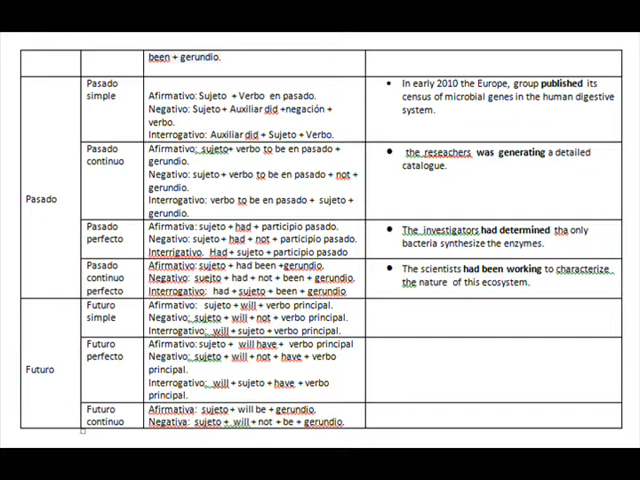 been + gerundio.
Pasado
Pasado simple
Afirmativo: Sujeto + Verbo en pasado.
Negativo: Sujeto+ Auxiliar did +negación +
verbo.
Interrogativo: Auxiliar did + Sujeto + Verbo.
• In early 2010 the Europe, group published its
census of microbial genes in the human digestive
system.
Pasado
continuo
Afirmativo: sujeto+ verbo to be en pasado +
gerundio.
Negativo: sujeto+ verbo to be en pasado + not +
gerundio.
Interrogativo: verbo to be en pasado + sujeto +
gerundio.
• the reseachers was generating a detailed
catalogue.
Pasado
perfecto
Afirmativa: sujeto + had + participio pasado.
Negativo: sujeto + had + not + participio pasado.
Interrigativo. Had + sujeto + participio pasado
• The investigators had determined tha only
bacteria synthesize the enzymes.
Pasado
continuo
perfecto
Afirmativo: sujeto + had been +gerundio.
Negativo: suejto + had + not + been + gerundio.
Interrogativo: had + sujeto + been + gerundio.
• The scientists had been working to characterize
the nature of this ecosystem.
Futuro
Futuro
simple
Afirmativo: sujeto + will + verbo principal.
Negativo: sujeto + will + not + verbo principal.
Interrogativo: will + sujeto + verbo principal.
Futuro
perfecto
Afirmativo: sujeto + will have + verbo principal
Negativo: sujeto + will + not + have + verbo
principal.
Interrogativo: will + sujeto + have + verbo
principal.
Futuro
continuo
Afirmativa: sujeto + will be + gerundio.
Negativa: sujeto + will + not + be + gerundio.